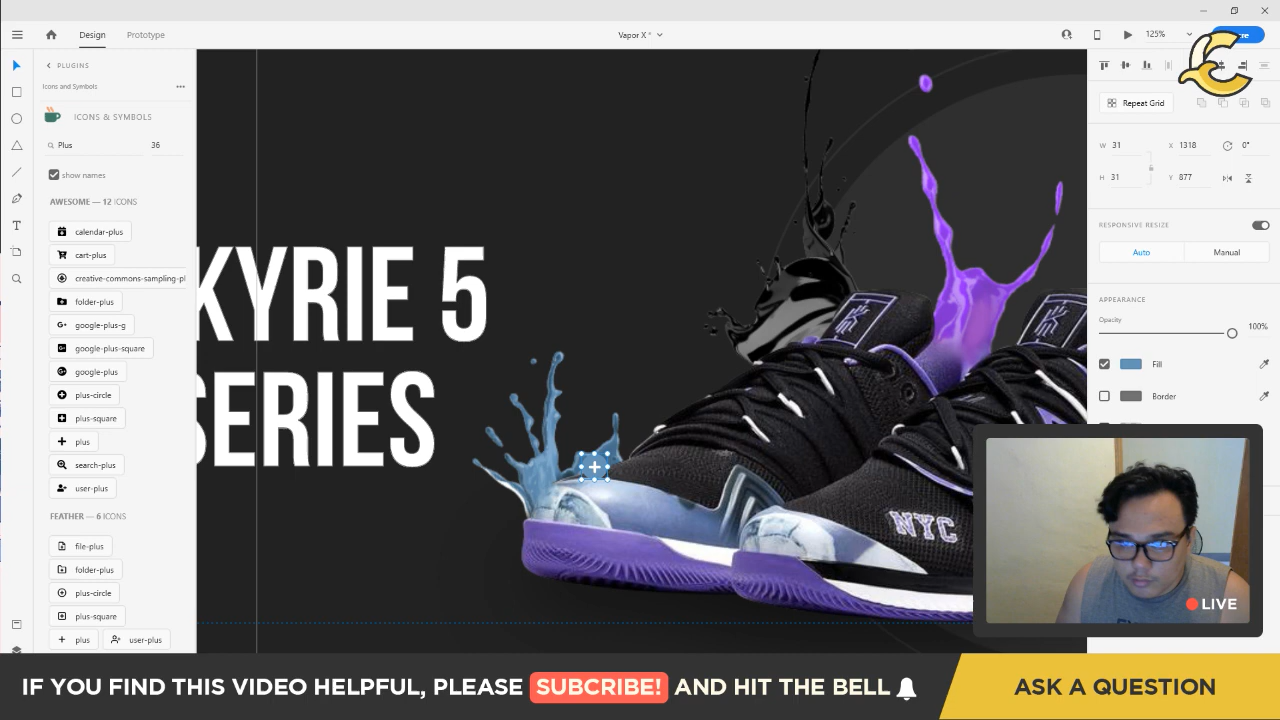 Design
Prototype
Vapor X *
125%
PLUGINS
Icons and Symbols
ICONS & SYMBOLS
Plus
36
show names
AWESOME — 12 ICONS
calendar-plus
cart-plus
creative-commons-sampling-pl
folder-plus
google-plus-g
google-plus-square
google-plus
plus-circle
plus-square
plus
search-plus
user-plus
FEATHER — 6 ICONS
file-plus
folder-plus
plus-circle
plus-square
plus
user-plus
KYRIE 5
SERIES
NYC
Repeat Grid
W 31
X 1318
0°
H 31
Y 877
RESPONSIVE RESIZE
Auto
Manual
APPEARANCE
Opacity
100%
Fill
Border
LIVE
IF YOU FIND THIS VIDEO HELPFUL, PLEASE SUBCRIBE! AND HIT THE BELL
ASK A QUESTION